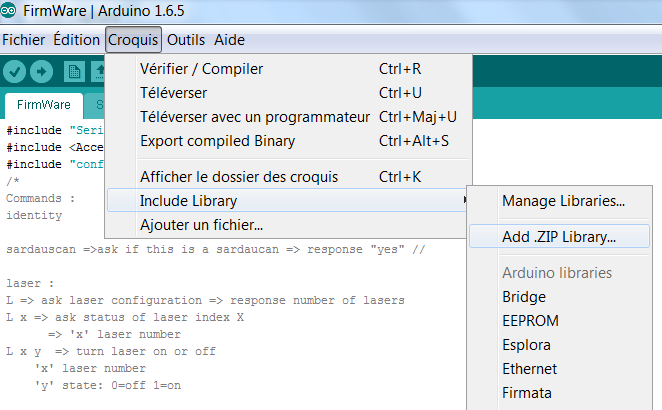 FirmWare | Arduino 1.6.5
Fichier Édition Croquis Outils Aide
Vérifier / Compiler Ctrl+R
Téléverser Ctrl+U
Téléverser avec un programmateur Ctrl+Maj+U
Export compiled Binary Ctrl+Alt+S
Afficher le dossier des croquis Ctrl+K
Include Library
Ajouter un fichier...
Manage Libraries...
Add .ZIP Library...
Arduino libraries
Bridge
EEPROM
Esplora
Ethernet
Firmata
FirmWare S
#include "Seri
#include <Acce
#include "conf
/*
Commands :
identity
sardauscan =>ask if this is a sardaucan => response "yes" //
laser :
L => ask laser configuration => response number of lasers
L x => ask status of laser index X
=> 'x' laser number
L x y => turn laser on or off
'x' laser number
'y' state: 0=off 1=on